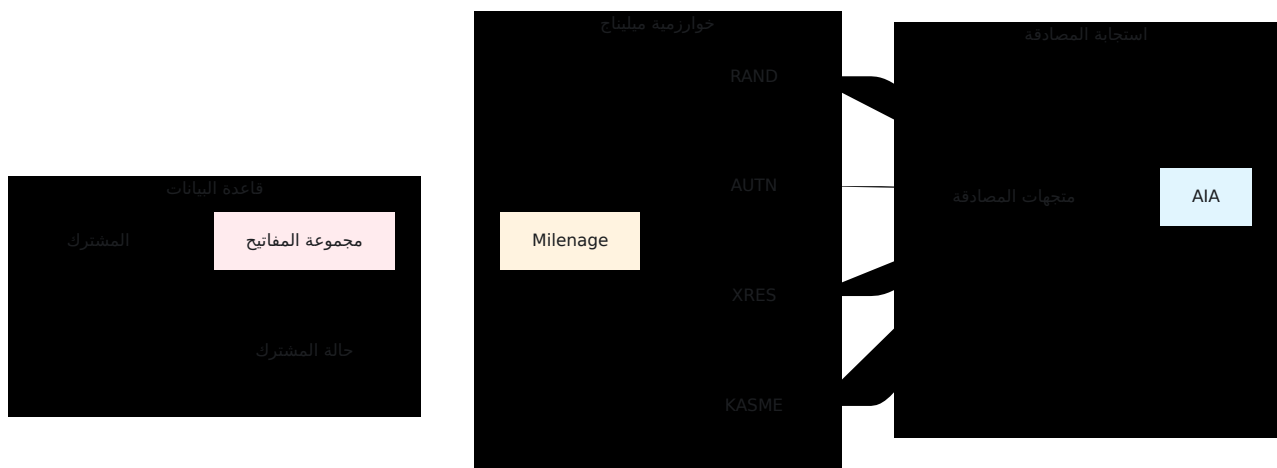 قاعدة البيانات
المشترك
مجموعة المفاتيح
حالة المشترك
خوارزمية ميليناج
Milenage
RAND
AUTN
XRES
KASME
استجابة المصادقة
متجهات المصادقة
AIA